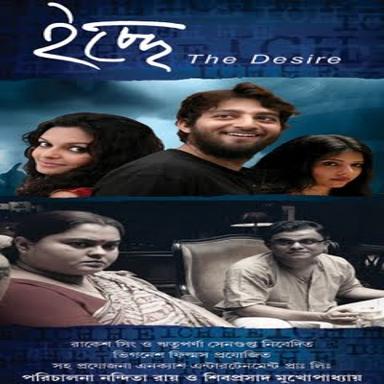 ইচ্ছে
The Desire
রাকেশ সিং ও ঋতুপর্ণা সেনগুপ্ত নিবেদিত
ভিগনেশ ফিল্মস প্রযোজিত
সহ প্রযোজনা এনক্যাশ এন্টারটেনমেন্ট প্রাঃ লিঃ
পরিচালনা নন্দিতা রায় ও শিবপ্রসাদ মুখোপাধ্যায়